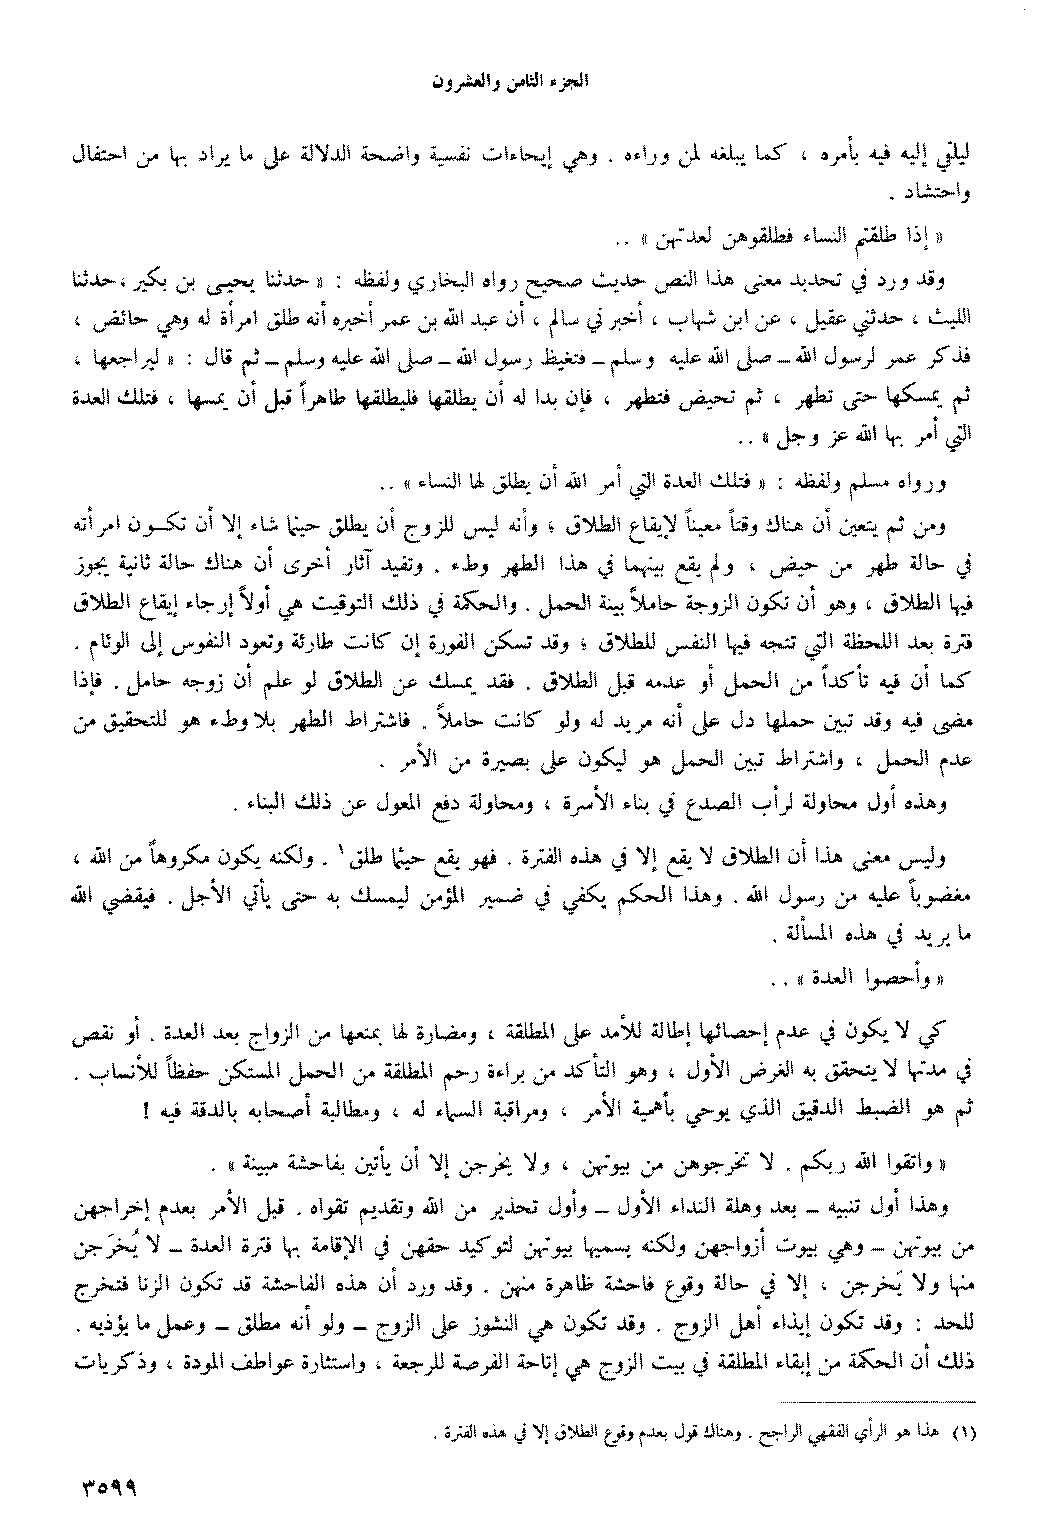 الجزء الثامن والعشرون
ليلقي إليه فيه بأمره ، كما يبلغه لمن وراءه . وهي إيحاءات نفسية واضحة الدلالة على ما يراد بها من احتفال
واحتشاد .
« إذا طلقتم النساء فطلقوهن لعدتهن » ..
وقد ورد في تحديد معنى هذا النص حديث صحيح رواه البخاري ولفظه : « حدثنا يحيى بن بكير ، حدثنا
الليث ، حدثني عقيل ، عن ابن شهاب ، أخبرني سالم ، أن عبد الله بن عمر أخبره أنه طلق امرأة له وهي حائض ،
فذكر عمر لرسول الله – صلى الله عليه وسلم – فتغيظ رسول الله – صلى الله عليه وسلم – ثم قال : « ليراجعها ،
ثم يمسكها حتى تطهر ، ثم تحيض فتطهر ، فإن بدا له أن يطلقها فليطلقها طاهراً قبل أن يمسها ، فتلك العدة
التي أمر بها الله عز وجل » ..
ورواه مسلم ولفظه : « فتلك العدة التي أمر الله أن يطلق لها النساء » ..
ومن ثم يتعين أن هناك وقتاً معيناً لإيقاع الطلاق ؛ وأنه ليس للزوج أن يطلق حينما شاء إلا أن تكون امرأته
في حالة طهر من حيض ، ولم يقع بينهما في هذا الطهر وطء . وتفيد آثار أخرى أن هناك حالة ثانية يجوز
فيها الطلاق ، وهو أن تكون الزوجة حاملاً بينة الحمل . والحكمة في ذلك التوقيت هي أولاً إرجاء إيقاع الطلاق
فترة بعد اللحظة التي تتجه فيها النفس للطلاق ؛ وقد تسكن الفورة إن كانت طارئة وتعود النفوس إلى الوئام .
كما أن فيه تأكداً من الحمل أو عدمه قبل الطلاق . فقد يمسك عن الطلاق لو علم أن زوجه حامل . فإذا
مضى فيه وقد تبين حملها دل على أنه مريد له ولو كانت حاملاً . فاشتراط الطهر بلا وطء هو للتحقيق من
عدم الحمل ، واشتراط تبين الحمل هو ليكون على بصيرة من الأمر .
وهذه أول محاولة لرأب الصدع في بناء الأسرة ، ومحاولة دفع المعول عن ذلك البناء .
وليس معنى هذا أن الطلاق لا يقع إلا في هذه الفترة . فهو يقع حيثما طلق١ . ولكنه يكون مكروهاً من الله ،
مغضوباً عليه من رسول الله . وهذا الحكم يكفي في ضمير المؤمن ليمسك به حتى يأتي الأجل . فيقضي الله
ما يريد في هذه المسألة .
« وأحصوا العدة » ..
كي لا يكون في عدم إحصائها إطالة للأمد على المطلقة ، ومضارة لها بمنعها من الزواج بعد العدة . أو نقص
في مدتها لا يتحقق به الغرض الأول ، وهو التأكد من براءة رحم المطلقة من الحمل المستكن حفظاً للأنساب .
ثم هو الضبط الدقيق الذي يوحي بأهمية الأمر ، ومراقبة السماء له ، ومطالبة أصحابه بالدقة فيه !
« واتقوا الله ربكم . لا تخرجوهن من بيوتهن ، ولا يخرجن إلا أن يأتين بفاحشة مبينة » .
وهذا أول تنبيه – بعد وهلة النداء الأول – وأول تحذير من الله وتقديم تقواه . قبل الأمر بعدم إخراجهن
من بيوتهن – وهي بيوت أزواجهن ولكنه يسميها بيوتهن لتوكيد حقهن في الإقامة بها فترة العدة – لا يُخرَجن
منها ولا يَخرجن ، إلا في حالة وقوع فاحشة ظاهرة منهن . وقد ورد أن هذه الفاحشة قد تكون الزنا فتخرج
للحد : وقد تكون إيذاء أهل الزوج . وقد تكون هي النشوز على الزوج – ولو أنه مطلق – وعمل ما يؤذيه .
ذلك أن الحكمة من إبقاء المطلقة في بيت الزوج هي إتاحة الفرصة للرجعة ، واستثارة عواطف المودة ، وذكريات
(١) هذا هو الرأي الفقهي الراجح . وهناك قول بعدم وقوع الطلاق إلا في هذه الفترة .
٣٥٩٩